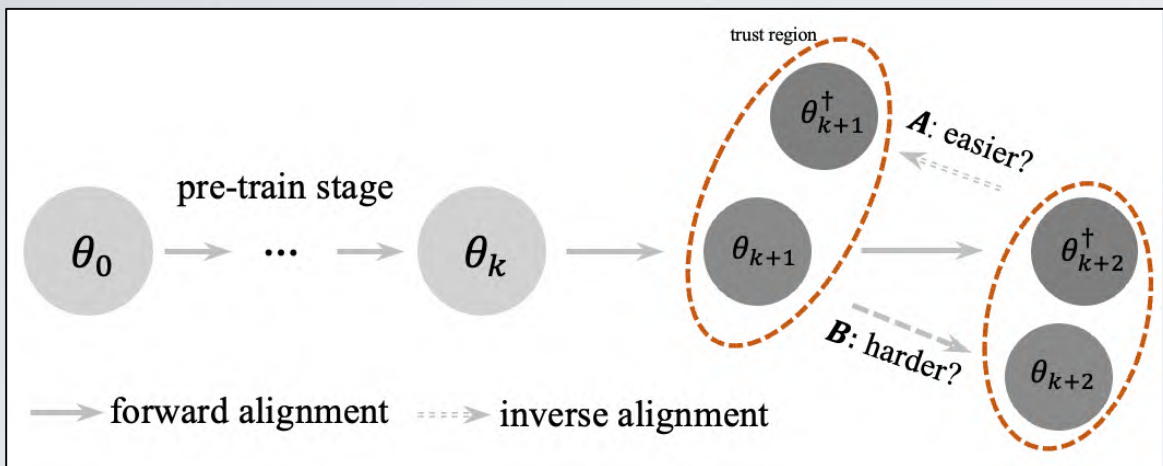 trust region
θ†k+1
A: easier?
pre-train stage
θ0
...
θk
θk+1
θ†k+2
B: harder?
θk+2
forward alignment
inverse alignment